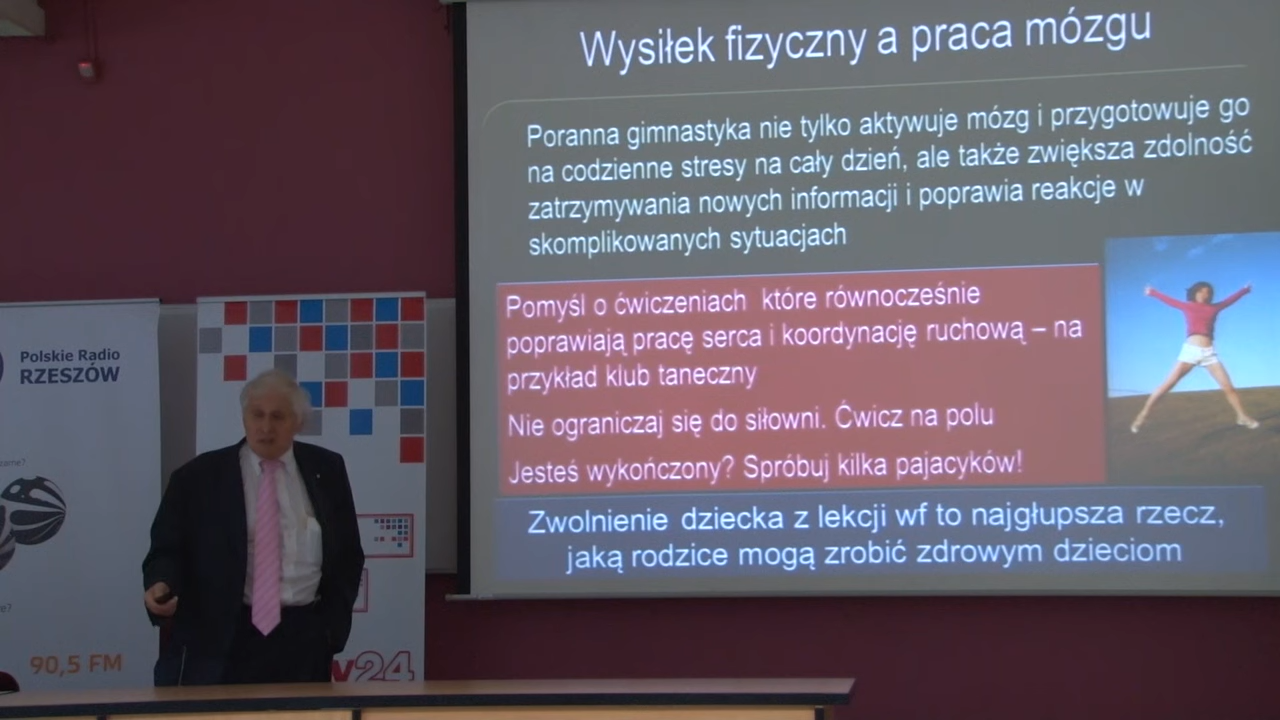 Wysiłek fizyczny a praca mózgu
Poranna gimnastyka nie tylko aktywuje mózg i przygotowuje go
na codzienne stresy na cały dzień, ale także zwiększa zdolność
zatrzymywania nowych informacji i poprawia reakcje w
skomplikowanych sytuacjach
Pomyśl o ćwiczeniach które równocześnie
poprawiają pracę serca i koordynację ruchową – na
przykład klub taneczny
Nie ograniczaj się do siłowni. Ćwicz na polu
Jesteś wykończony? Spróbuj kilka pajacyków!
Zwolnienie dziecka z lekcji wf to najgłupsza rzecz,
jaką rodzice mogą zrobić zdrowym dzieciom
Polskie Radio
RZESZÓW
90,5 FM
v24